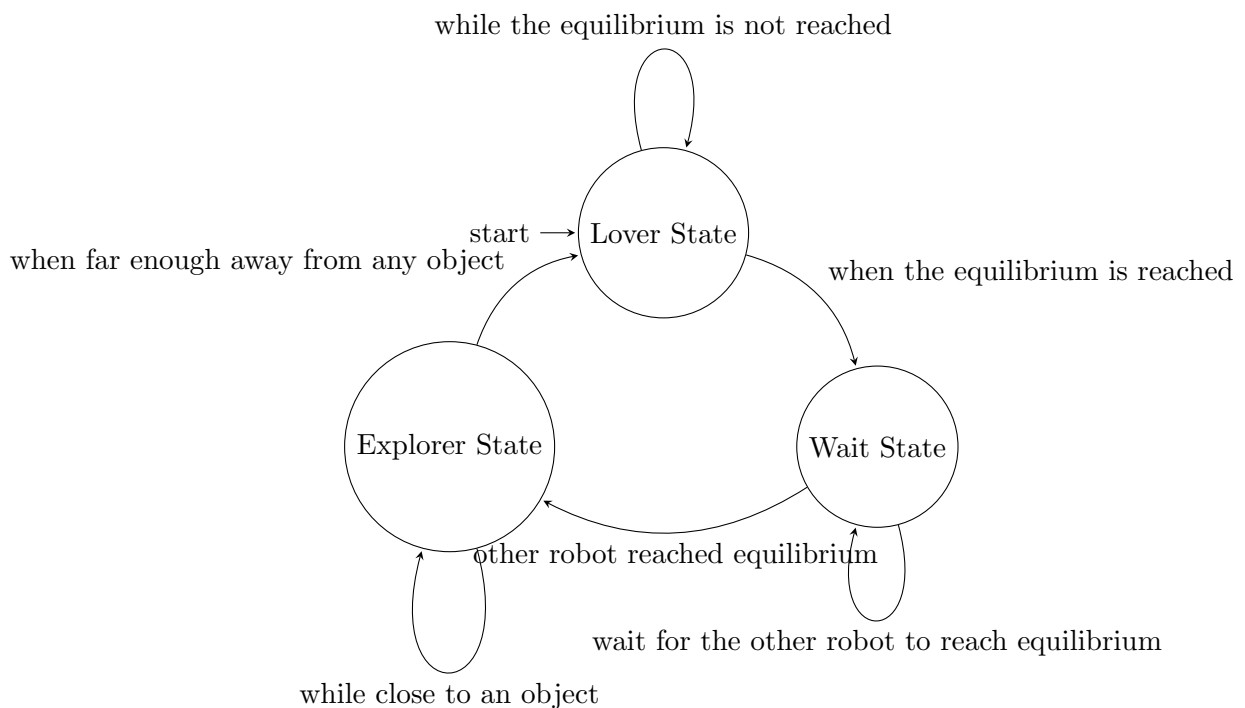 while the equilibrium is not reached
start
Lover State
when far enough away from any object
when the equilibrium is reached
Explorer State
Wait State
other robot reached equilibrium
wait for the other robot to reach equilibrium
while close to an object